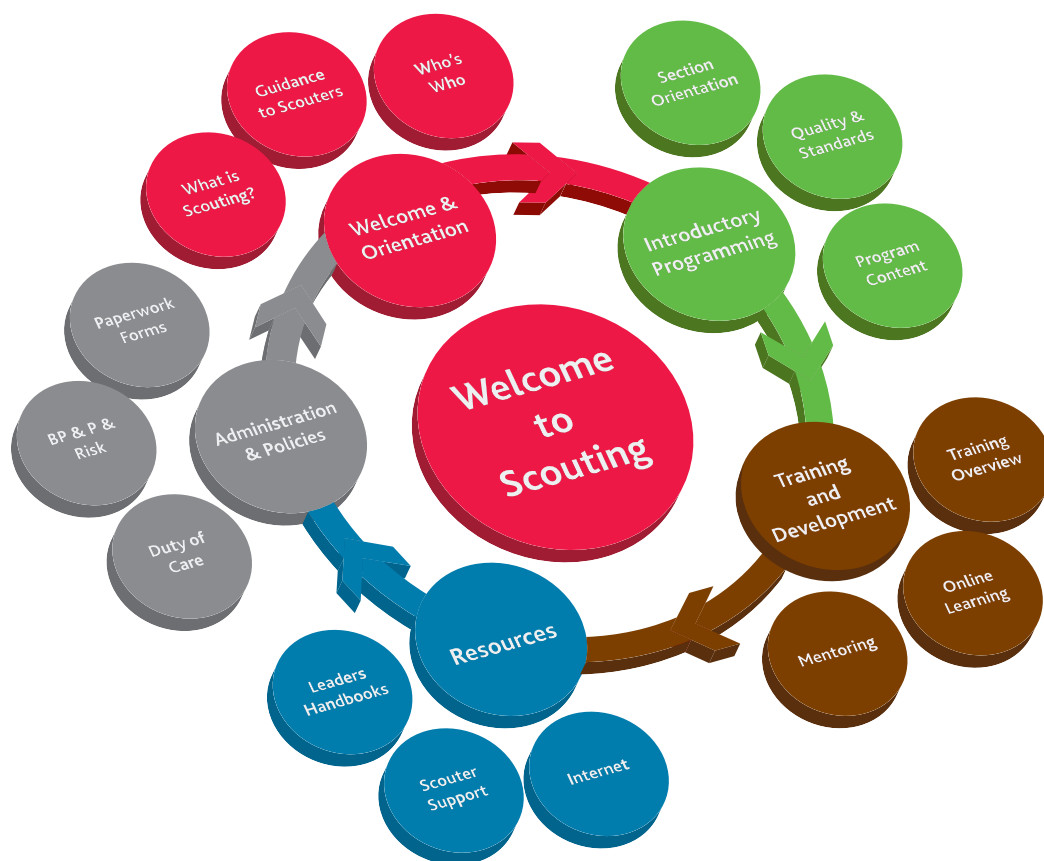 Who's
Who
Guidance
to Scouters
What is
Scouting?
Welcome &
Orientation
Section
Orientation
Quality &
Standards
Program
Content
Introductory
Programming
Training
Overview
Online
Learning
Mentoring
Training
and
Development
Resources
Internet
Scouter
Support
Leaders
Handbooks
Administration
& Policies
Duty of
Care
BP & P &
Risk
Paperwork
Forms
Welcome
to
Scouting